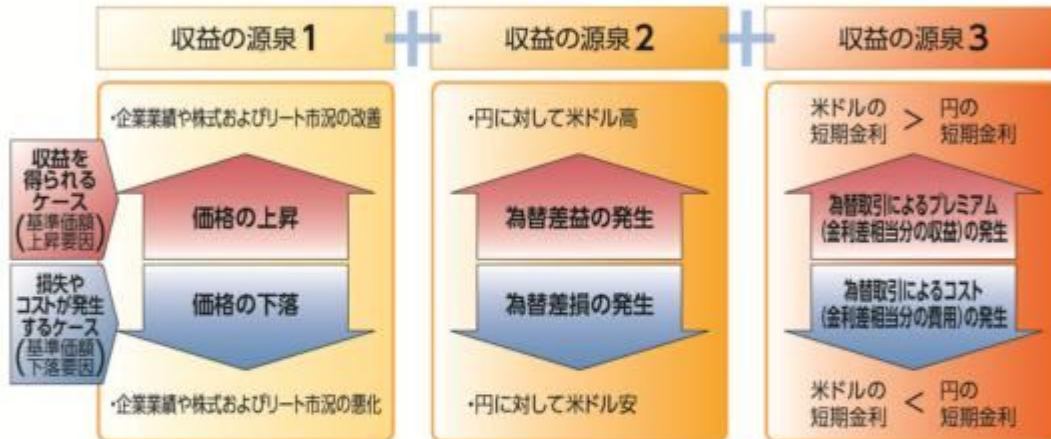 収益の源泉1
+
収益の源泉2
+
収益の源泉3
収益を
得られる
ケース
(基準価額
上昇要因)
損失や
コストが発生
するケース
(基準価額
下落要因)
・企業業績や株式およびリート市況の改善
価格の上昇
価格の下落
・企業業績や株式およびリート市況の悪化
・円に対して米ドル高
為替差益の発生
為替差損の発生
・円に対して米ドル安
米ドルの
短期金利
>
円の
短期金利
為替取引によるプレミアム
(金利差相当分の収益)の発生
為替取引によるコスト
(金利差相当分の費用)の発生
米ドルの
短期金利
<
円の
短期金利